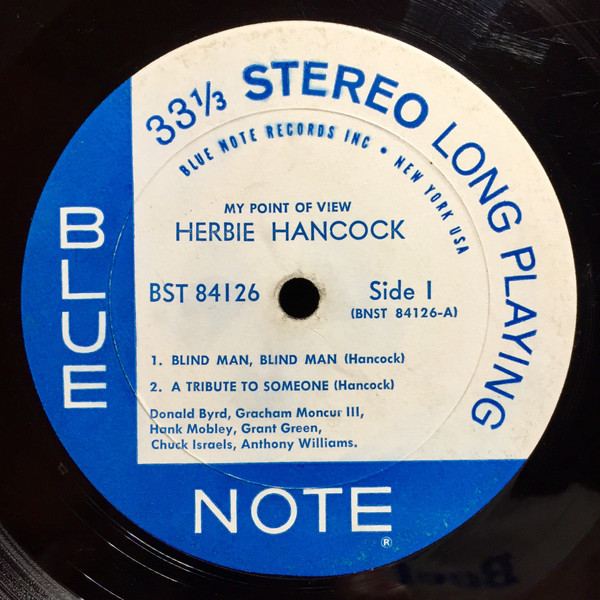 33⅓ STEREO LONG PLAYING
BLUE NOTE RECORDS INC • NEW YORK USA
MY POINT OF VIEW
HERBIE HANCOCK
BST 84126
Side 1
(BNST 84126-A)
1. BLIND MAN, BLIND MAN (Hancock)
2. A TRIBUTE TO SOMEONE (Hancock)
Donald Byrd, Gracham Moncur III,
Hank Mobley, Grant Green,
Chuck Israels, Anthony Williams.
BLUE
NOTE
®